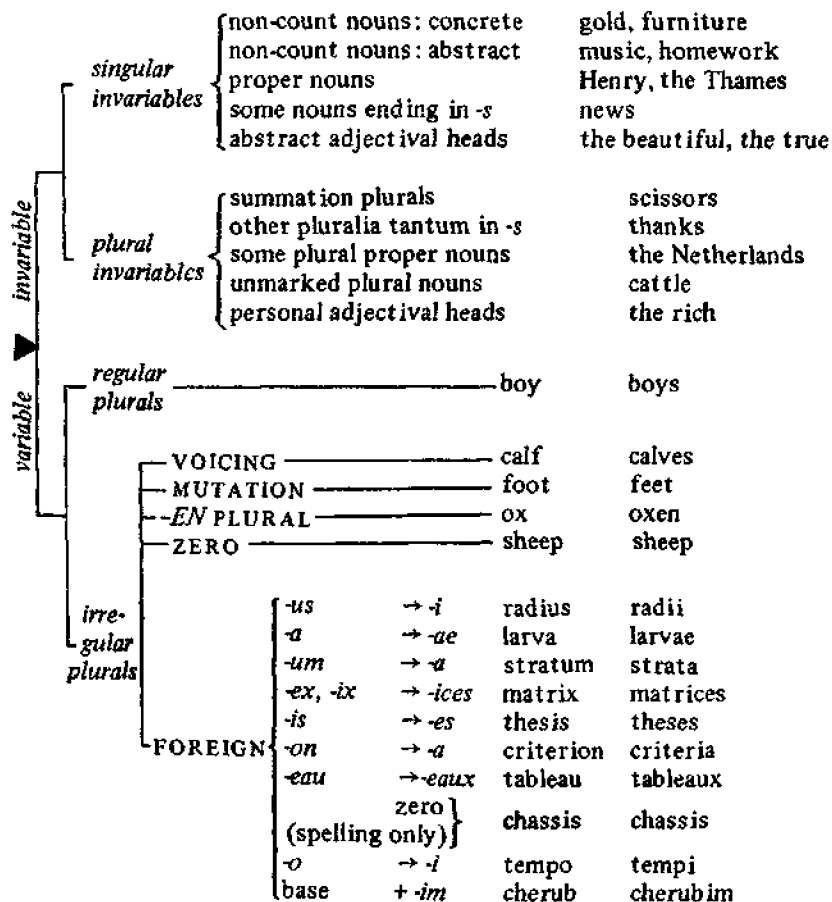 non-count nouns: concrete gold, furniture
non-count nouns: abstract music, homework
singular invariables
proper nouns Henry, the Thames
some nouns ending in -s news
abstract adjectival heads the beautiful, the true
invariable
summation plurals scissors
other pluralia tantum in -s thanks
plural invariables
some plural proper nouns the Netherlands
unmarked plural nouns cattle
personal adjectival heads the rich
variable
regular plurals boy boys
VOICING calf calves
MUTATION foot feet
-EN PLURAL ox oxen
ZERO sheep sheep
irre-
gular
plurals
FOREIGN
-us → -i radius radii
-a → -ae larva larvae
-um → -a stratum strata
-ex, -ix → -ices matrix matrices
-is → -es thesis theses
-on → -a criterion criteria
-eau → -eaux tableau tableaux
zero
(spelling only) chassis chassis
-o → -i tempo tempi
base + -im cherub cherubim